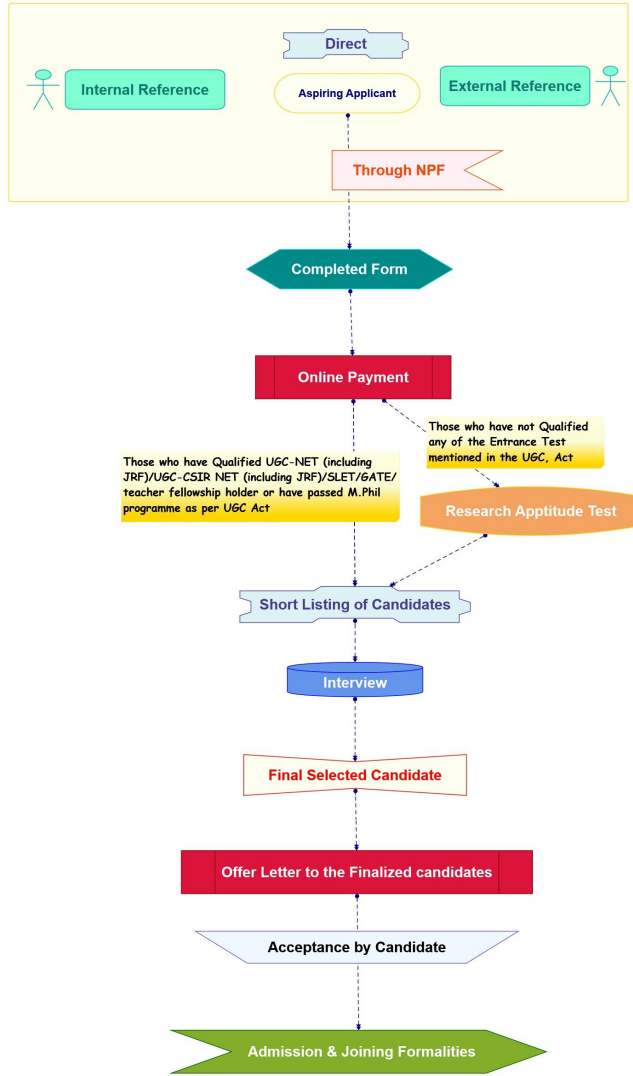 Direct
Internal Reference
Aspiring Applicant
External Reference
Through NPF
Completed Form
Online Payment
Those who have not Qualified
any of the Entrance Test
mentioned in the UGC, Act
Those who have Qualified UGC-NET (including
JRF)/UGC-CSIR NET (including JRF)/SLET/GATE/
teacher fellowship holder or have passed M.Phil
programme as per UGC Act
Research Apptitude Test
Short Listing of Candidates
Interview
Final Selected Candidate
Offer Letter to the Finalized candidates
Acceptance by Candidate
Admission & Joining Formalities